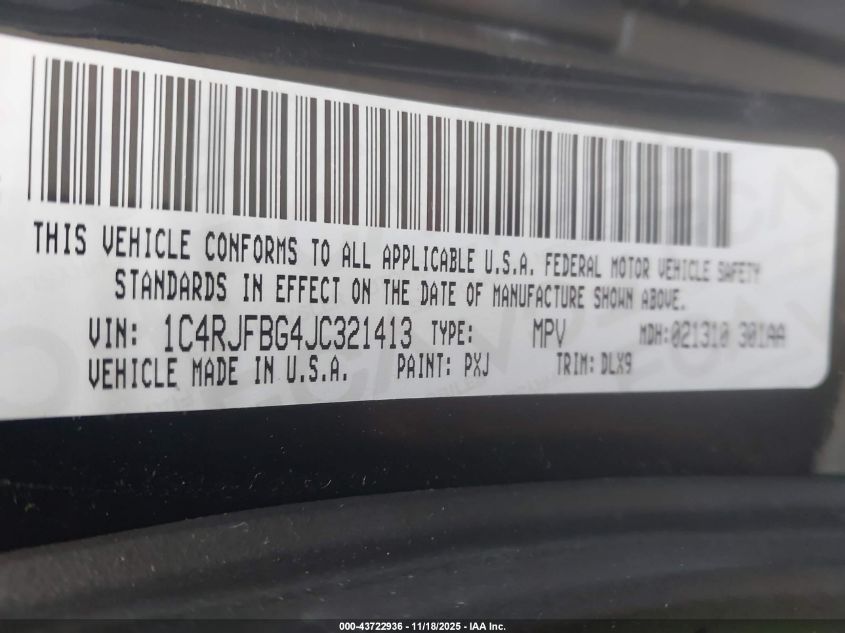 THIS VEHICLE CONFORMS TO ALL APPLICABLE U.S.A. FEDERAL MOTOR VEHICLE SAFETY
STANDARDS IN EFFECT ON THE DATE OF MANUFACTURE SHOWN ABOVE.
VIN: 1C4RJFBG4JC321413 TYPE: MPV MDH:021310 301AA
VEHICLE MADE IN U.S.A. PAINT: PXJ TRIM: DLX9
000-43722936 - 11/18/2025 - IAA Inc.